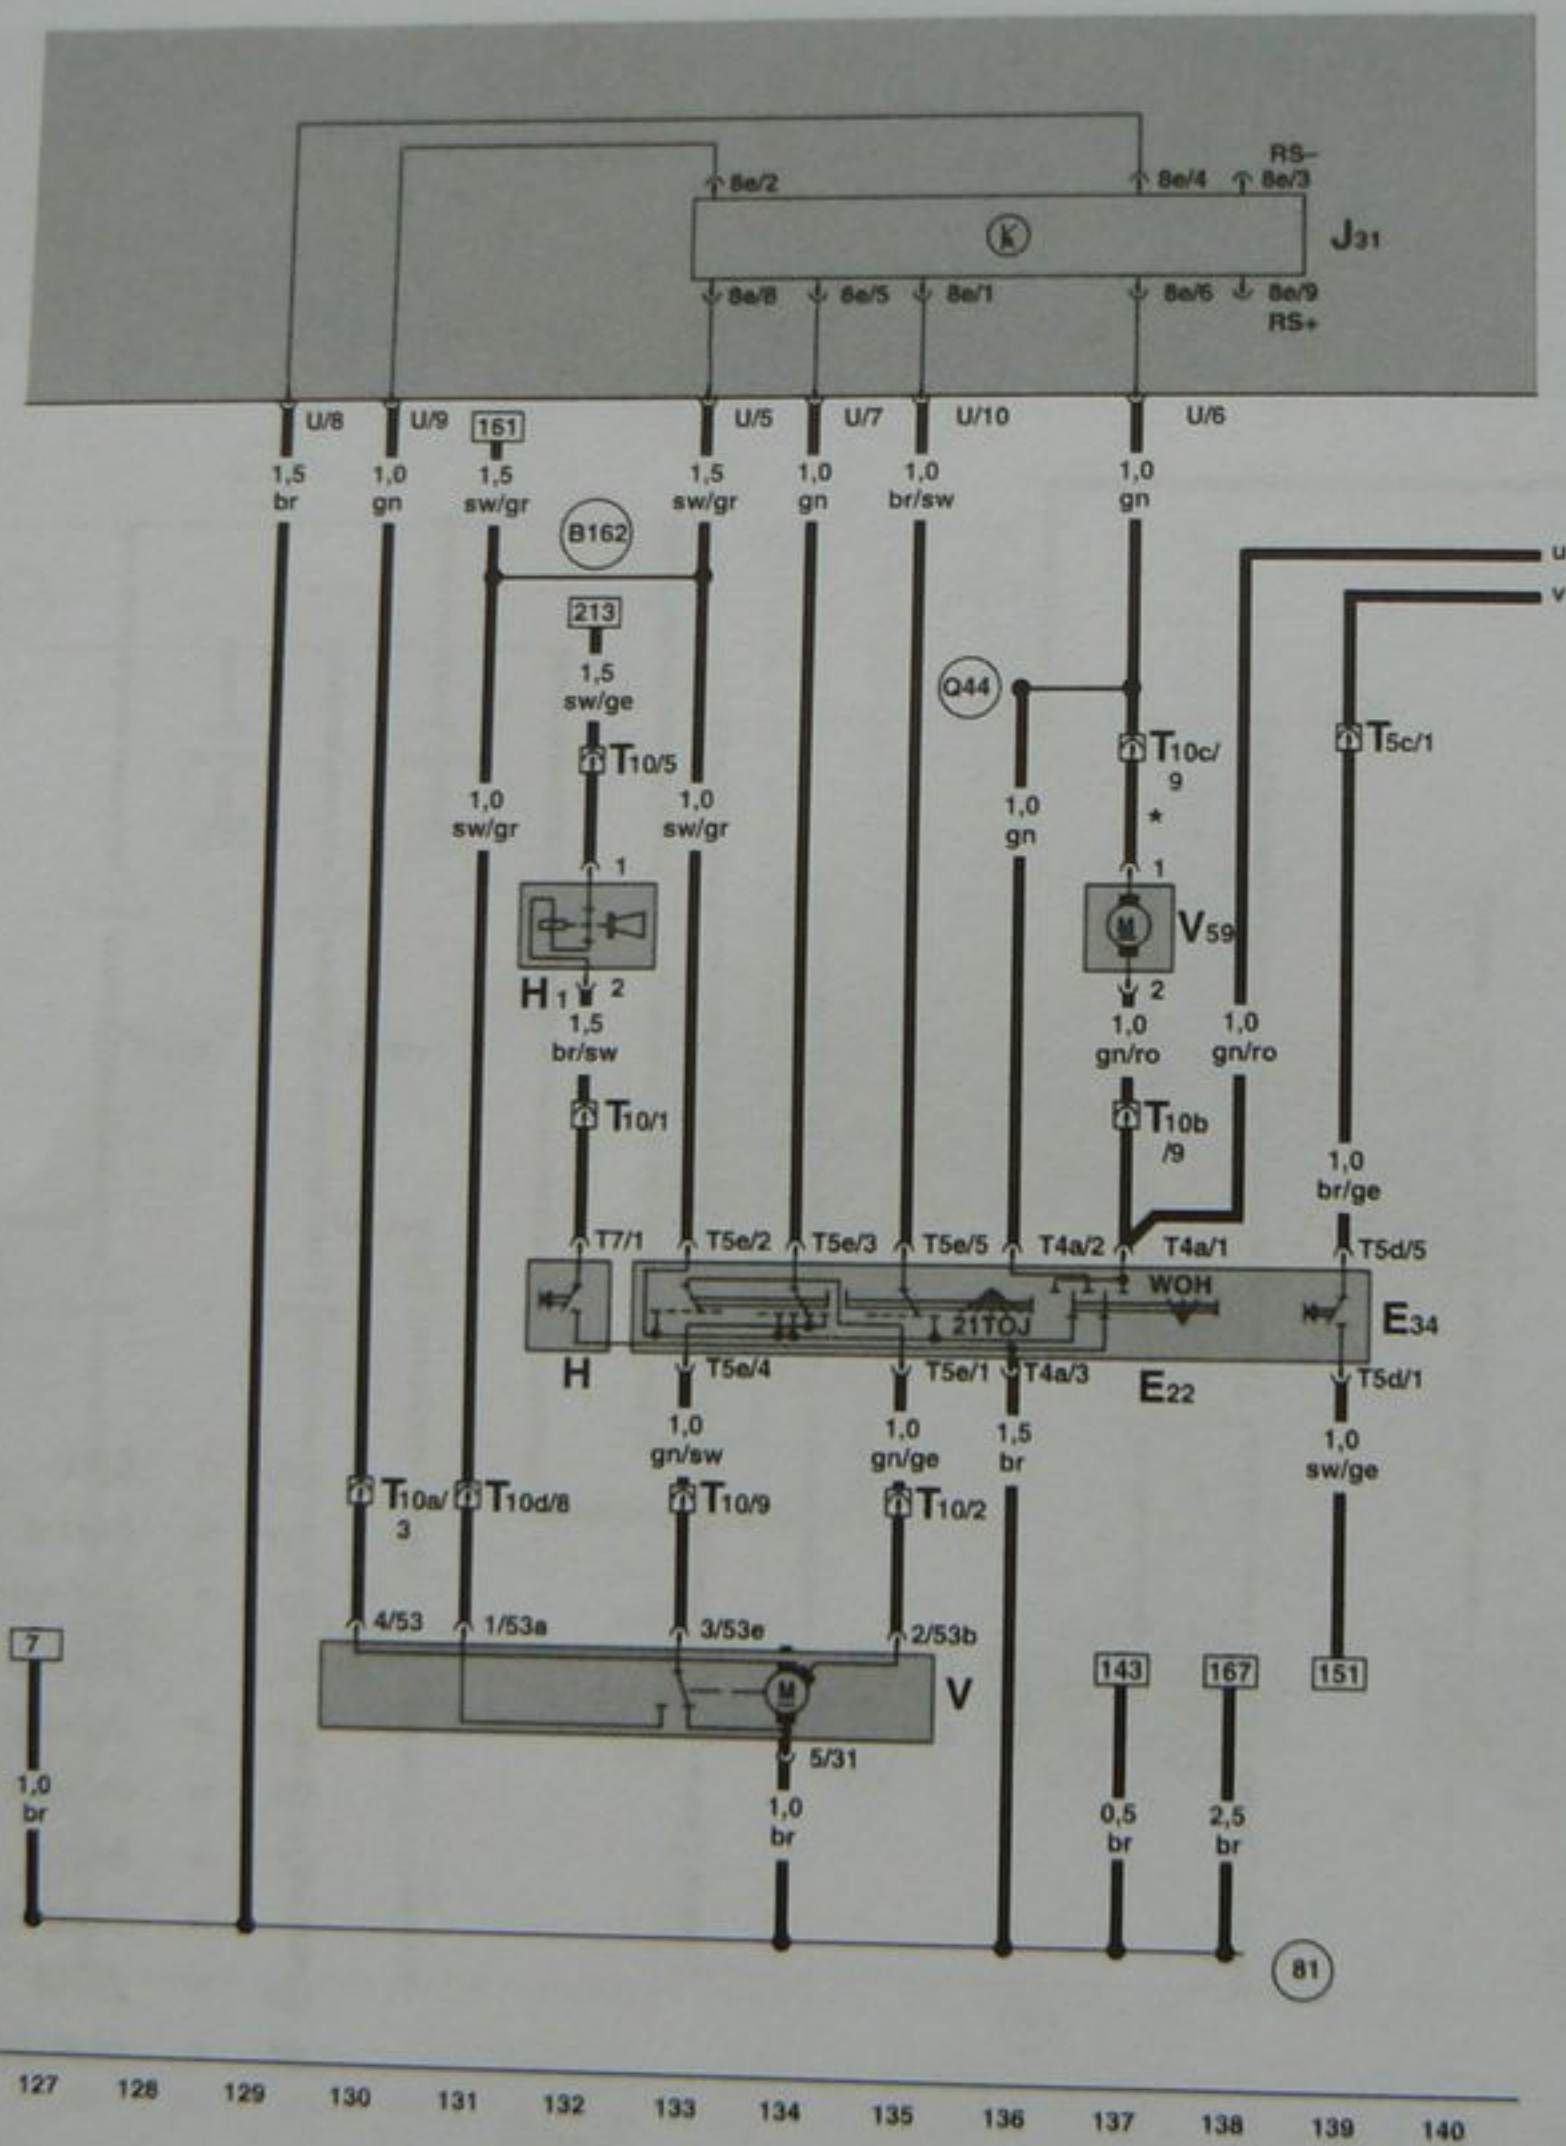 RS–
8e/2
8e/4
8e/3
K
J31
8e/8
8e/5
8e/1
8e/6
8e/9
RS+
U/8
U/9
161
U/5
U/7
U/10
U/6
1,5
br
1,0
gn
1,5
sw/gr
1,5
sw/gr
1,0
gn
1,0
br/sw
1,0
gn
B162
u
v
213
1,5
sw/ge
Q44
T10/5
T10c/
9
T5c/1
1,0
sw/gr
1,0
sw/gr
1,0
gn
*
1
1
M
V59
H1
2
2
1,5
br/sw
1,0
gn/ro
1,0
gn/ro
T10/1
T10b
/9
1,0
br/ge
T7/1
T5e/2
T5e/3
T5e/5
T4a/2
T4a/1
T5d/5
WOH
21TOJ
E34
H
T5e/4
T5e/1
T4a/3
E22
T5d/1
1,0
gn/sw
1,0
gn/ge
1,5
br
1,0
sw/ge
T10a/
3
T10d/8
T10/9
T10/2
4/53
1/53a
3/53e
2/53b
7
143
167
151
M
V
5/31
1,0
br
1,0
br
0,5
br
2,5
br
81
127 128 129 130 131 132 133 134 135 136 137 138 139 140